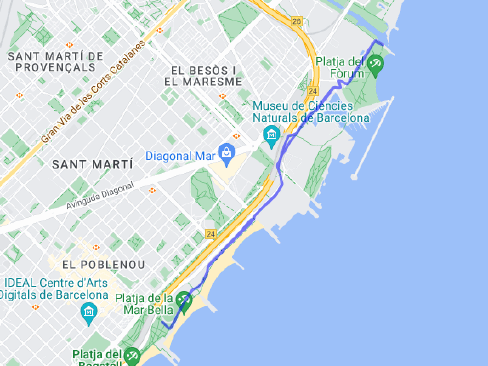 SANT MARTÍ DE
PROVENÇALS
Gran Via de les Corts Catalanes
EL BESÒS I
EL MARESME
20
24
Platja del
Fòrum
Museu de Ciències
Naturals de Barcelona
Diagonal Mar
SANT MARTÍ
Avinguda Diagonal
24
EL POBLENOU
IDEAL Centre d'Arts
Digitals de Barcelona
Platja de la
Mar Bella
Platja del
Bogatell